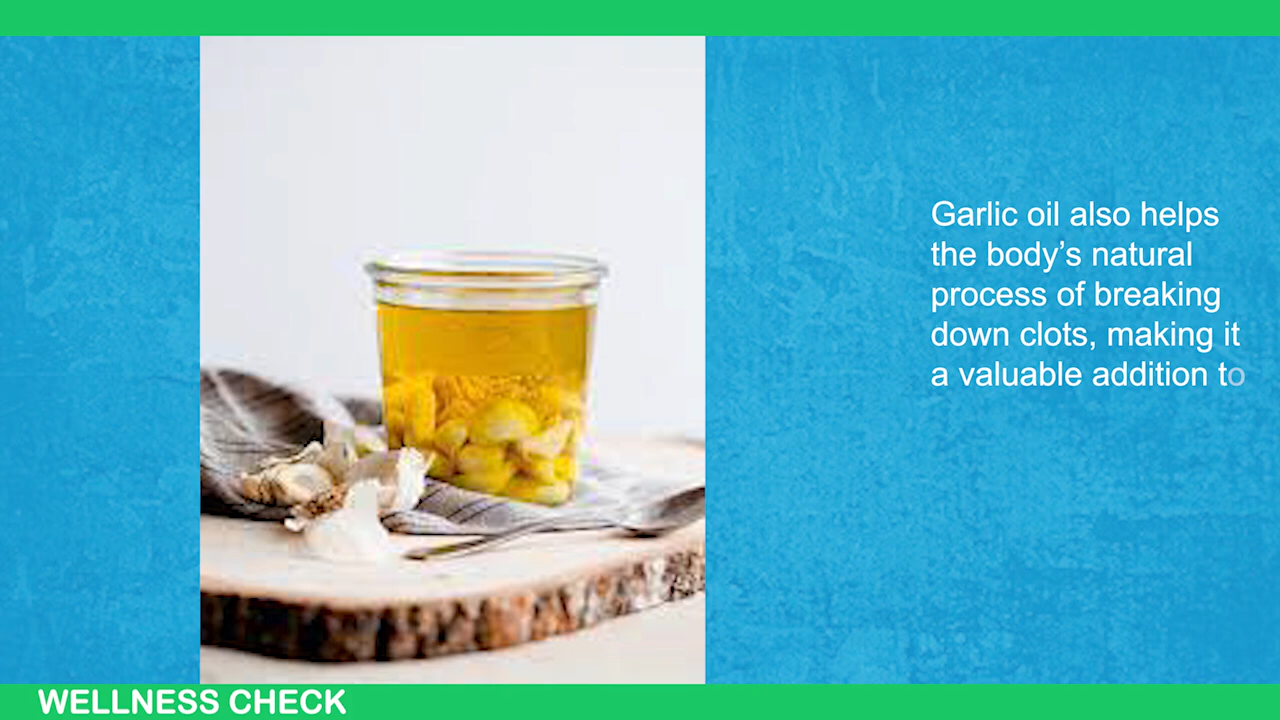 Garlic oil also helps
the body’s natural
process of breaking
down clots, making it
a valuable addition to
WELLNESS CHECK